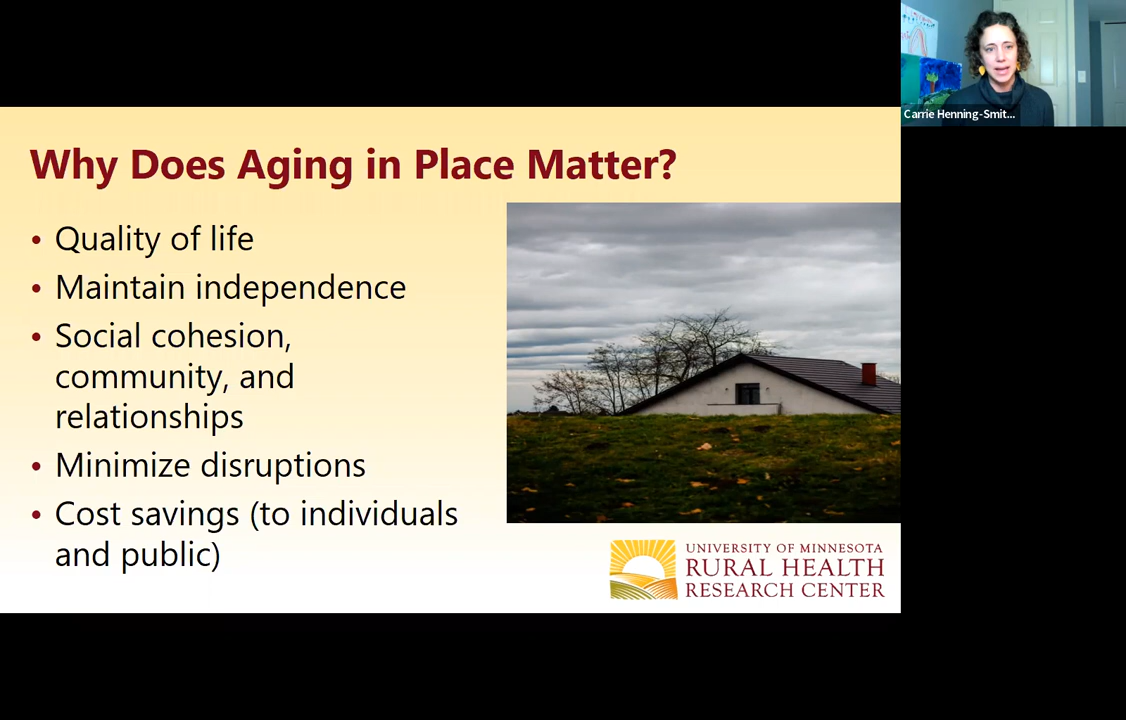 Carrie Henning-Smit...
Why Does Aging in Place Matter?
• Quality of life
• Maintain independence
• Social cohesion,
community, and
relationships
• Minimize disruptions
• Cost savings (to individuals
and public)
UNIVERSITY OF MINNESOTA
RURAL HEALTH
RESEARCH CENTER